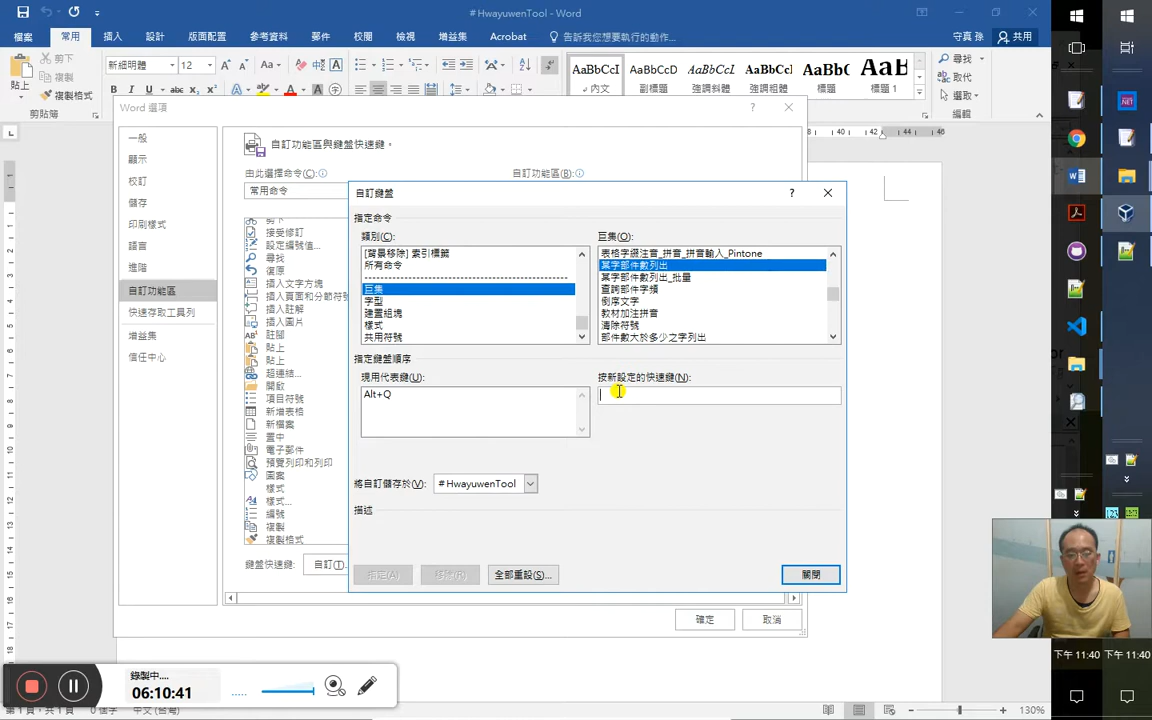 # HwayuwenTool - Word
檔案 常用 插入 設計 版面配置 參考資料 郵件 校閱 檢視 增益集 Acrobat 告訴我您想要執行的動作... 守真 孫 共用
貼上 剪下 複製 複製格式
新細明體 12
AaBbCcI AaBbCcD AaBbCcI AaBbCcI AaBbC AaH
內文 副標題 強調斜體 強調粗體 標題 標題 1
尋找 取代 選取
剪貼簿 編輯
Word 選項
一般
顯示
校訂
儲存
印刷樣式
語言
進階
自訂功能區
快速存取工具列
增益集
信任中心
自訂功能區與鍵盤快速鍵。
由此選擇命令(C): 自訂功能區(B):
常用命令
剪下
接受修訂
設定編號值...
尋找
復原
插入文字方塊
插入頁面和分節符號
插入註解
插入圖片
註腳
貼上
貼上
超連結...
開啟
項目符號
新增表格
新檔案
置中
電子郵件
預覽列印和列印
圖案
樣式
樣式...
編號
複製
複製格式
鍵盤快速鍵: 自訂(T)...
確定 取消
自訂鍵盤
指定命令
類別(C): 巨集(O):
[背景移除] 索引標籤
所有命令
巨集
字型
建置組塊
樣式
共用符號
表格字綴注音_拼音_拼音輸入_Pintone
某字部件數列出
某字部件數列出_批量
查詢部件字頻
倒序文字
教材加注拼音
清除符號
部件數大於多少之字列出
指定鍵盤順序
現用代表鍵(U): 按新設定的快速鍵(N):
Alt+Q
將自訂儲存於(V): # HwayuwenTool
描述
指定(A) 移除(R) 全部重設(S)... 關閉
錄製中....
06:10:41
下午 11:40 下午 11:40
130%